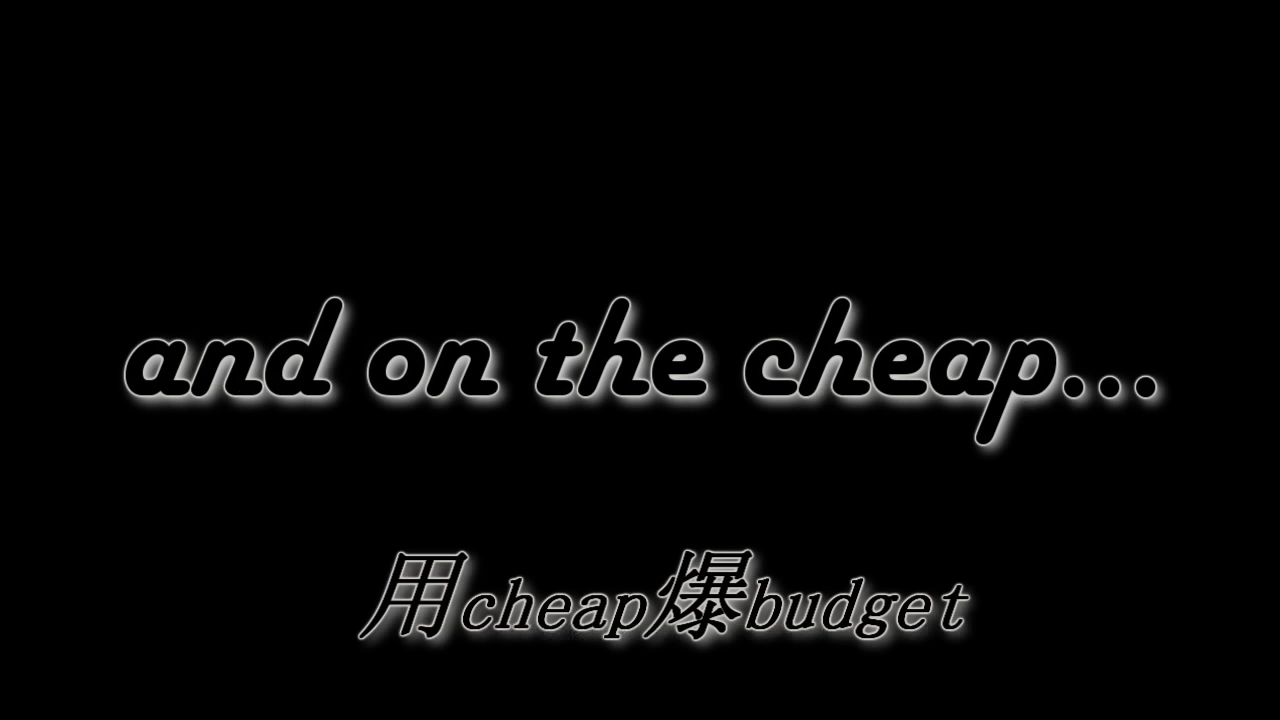 and on the cheap...
用cheap爆budget